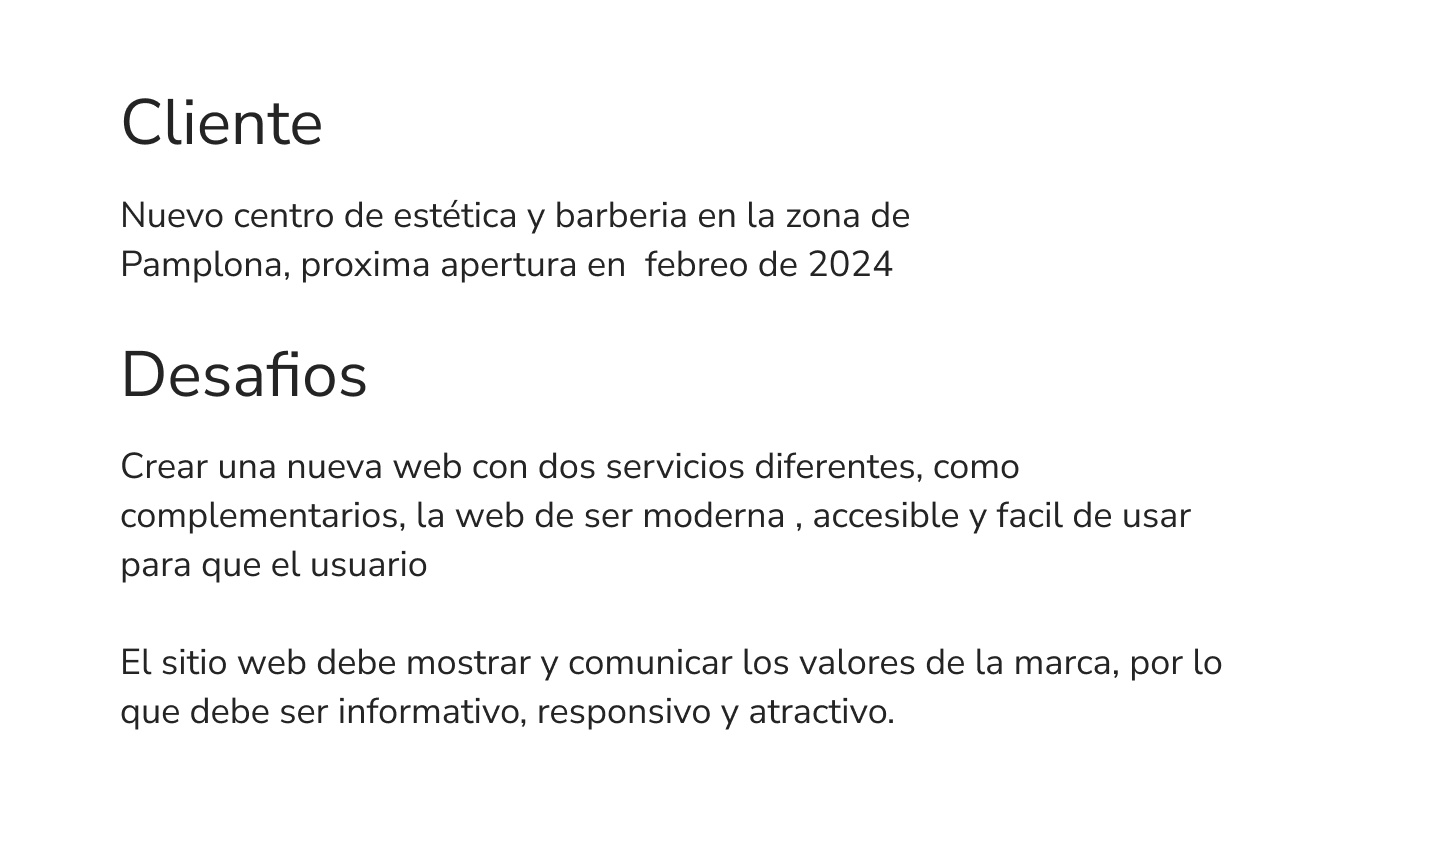 Cliente
Nuevo centro de estética y barberia en la zona de
Pamplona, proxima apertura en  febreo de 2024
Desafios
Crear una nueva web con dos servicios diferentes, como
complementarios, la web de ser moderna , accesible y facil de usar
para que el usuario
El sitio web debe mostrar y comunicar los valores de la marca, por lo
que debe ser informativo, responsivo y atractivo.